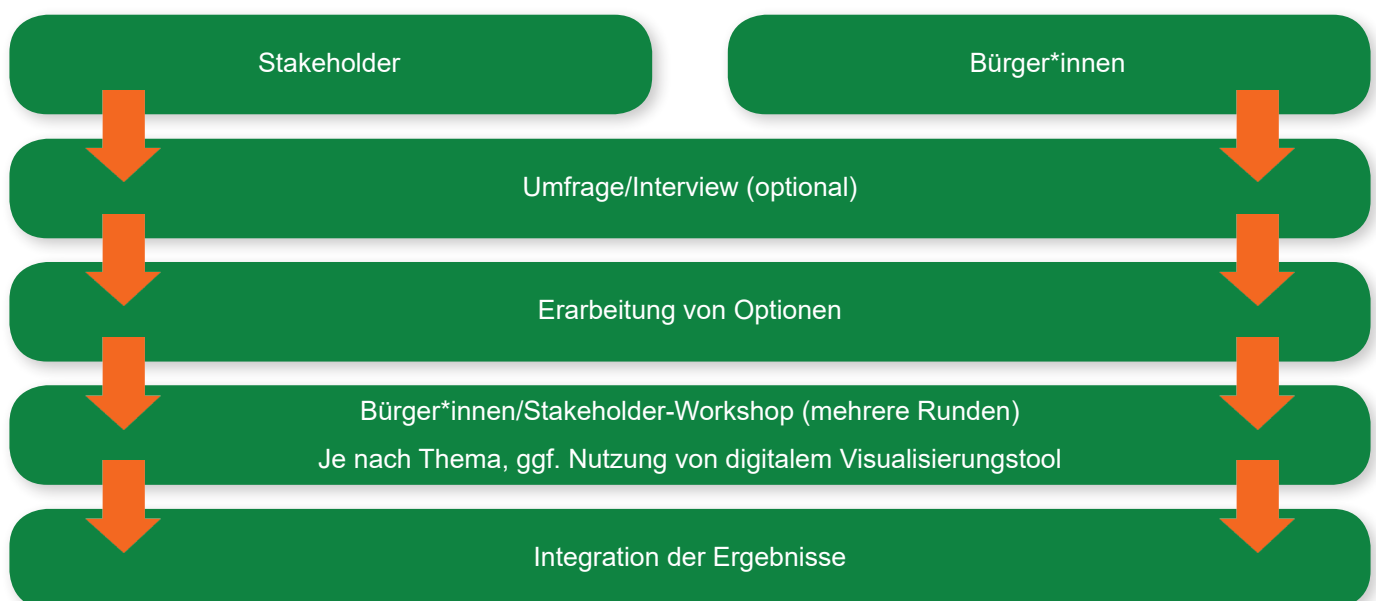 Stakeholder
Bürger*innen
Umfrage/Interview (optional)
Erarbeitung von Optionen
Bürger*innen/Stakeholder-Workshop (mehrere Runden)
Je nach Thema, ggf. Nutzung von digitalem Visualisierungstool
Integration der Ergebnisse